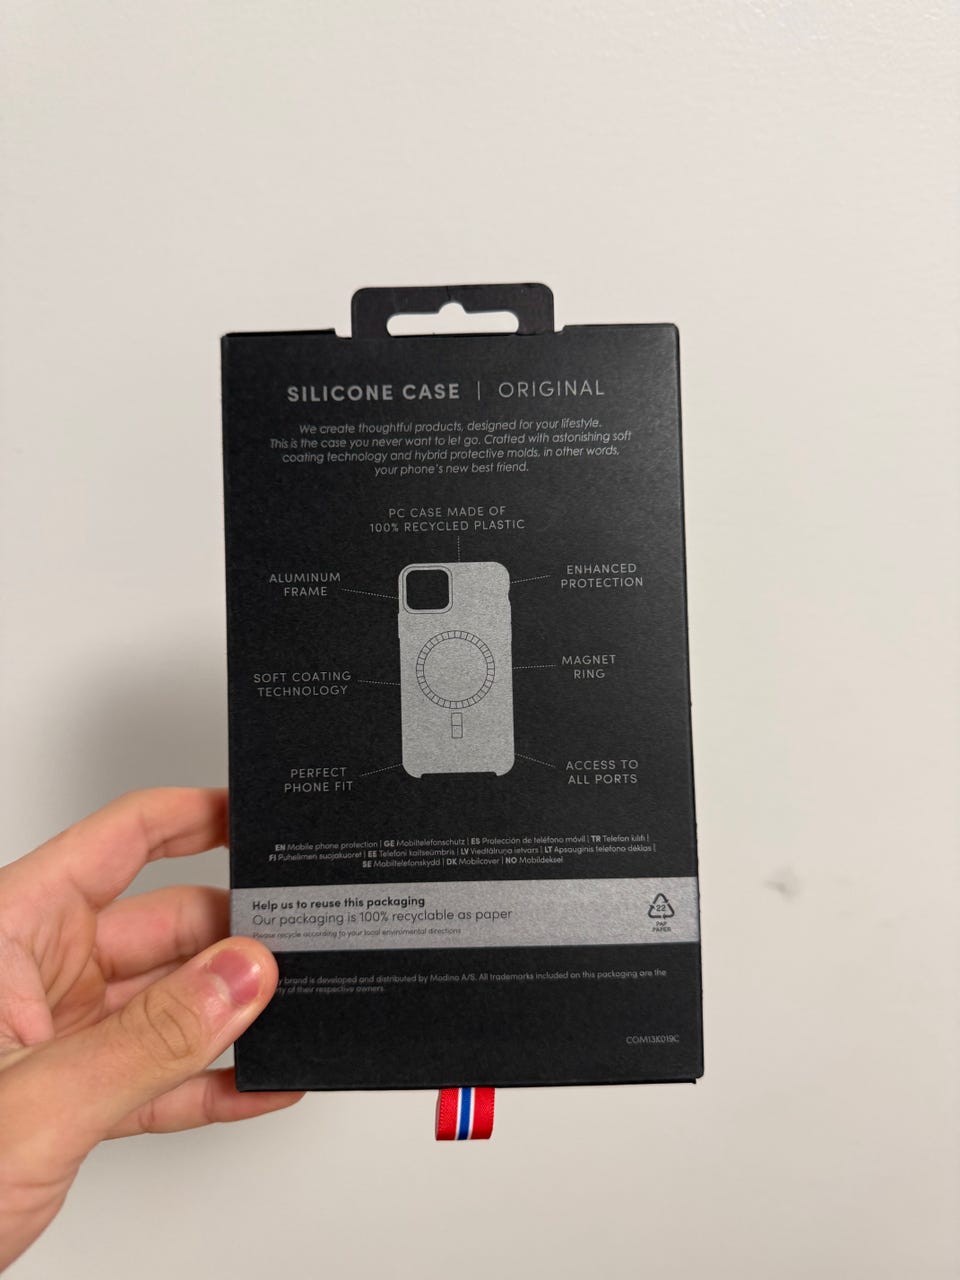 SILICONE CASE | ORIGINAL
We create thoughtful products, designed for your lifestyle.
This is the case you never want to let go. Crafted with astonishing soft
coating technology and hybrid protective molds, in other words,
your phone's new best friend.
PC CASE MADE OF
100% RECYCLED PLASTIC
ALUMINUM
FRAME
ENHANCED
PROTECTION
SOFT COATING
TECHNOLOGY
MAGNET
RING
PERFECT
PHONE FIT
ACCESS TO
ALL PORTS
EN Mobile phone protection | GE Mobiltelefonschutz | ES Protección de teléfono móvil | TR Telefon kılıfı |
FI Puhelimen suojakuoret | EE Telefoni kaitseümbris | LV Viedtālruņa ietvars | LT Apsauginis telefono dėklas |
SE Mobiltelefonskydd | DK Mobilcover | NO Mobildeksel
Help us to reuse this packaging
Our packaging is 100% recyclable as paper
Please recycle according to your local enviromental directions
22
PAP
PAPER
brand is developed and distributed by Modino A/S. All trademarks included on this packaging are the
of their respective owners.
COM13K019C